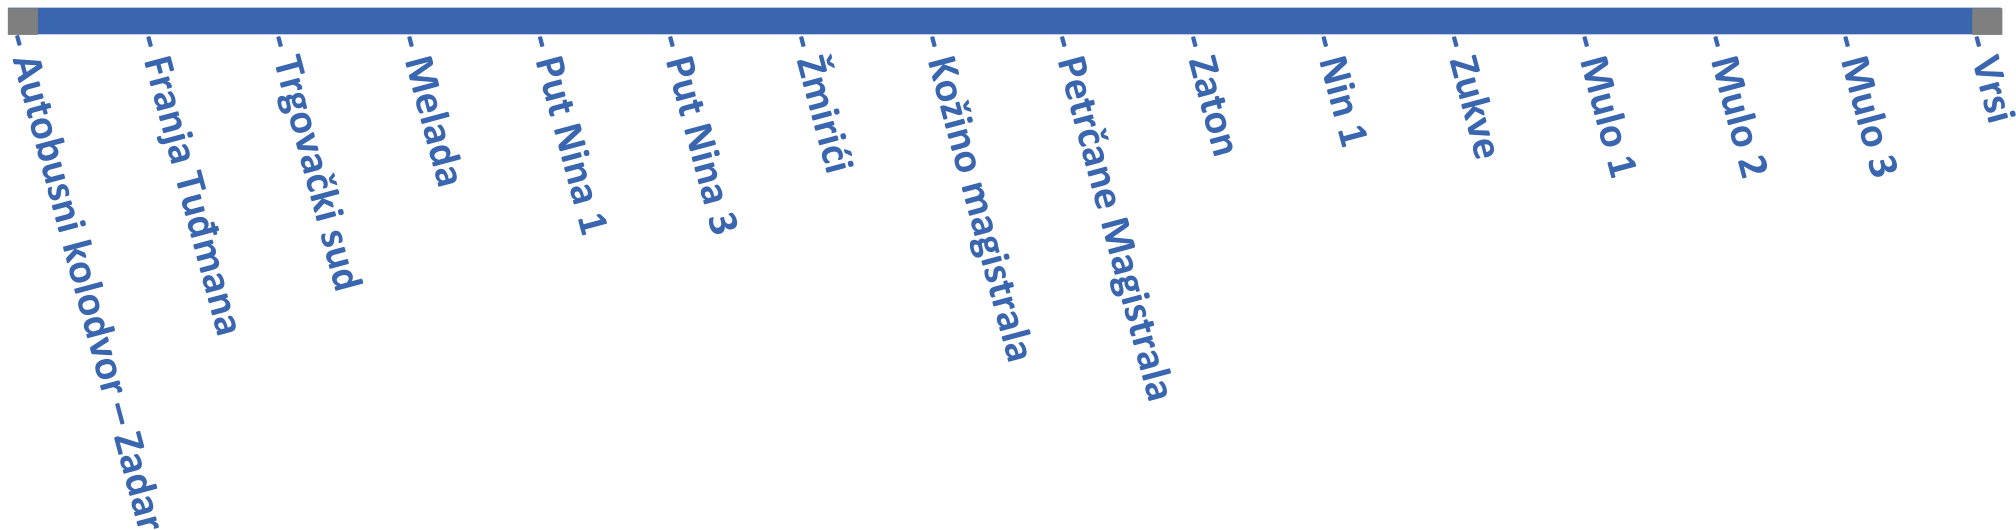 - Autobusni kolodvor – Zadar
- Franja Tuđmana
- Trgovački sud
- Melada
- Put Nina 1
- Put Nina 3
- Žmirići
- Kožino magistrala
- Petrčane Magistrala
- Zaton
- Nin 1
- Zukve
- Mulo 1
- Mulo 2
- Mulo 3
- Vrsi